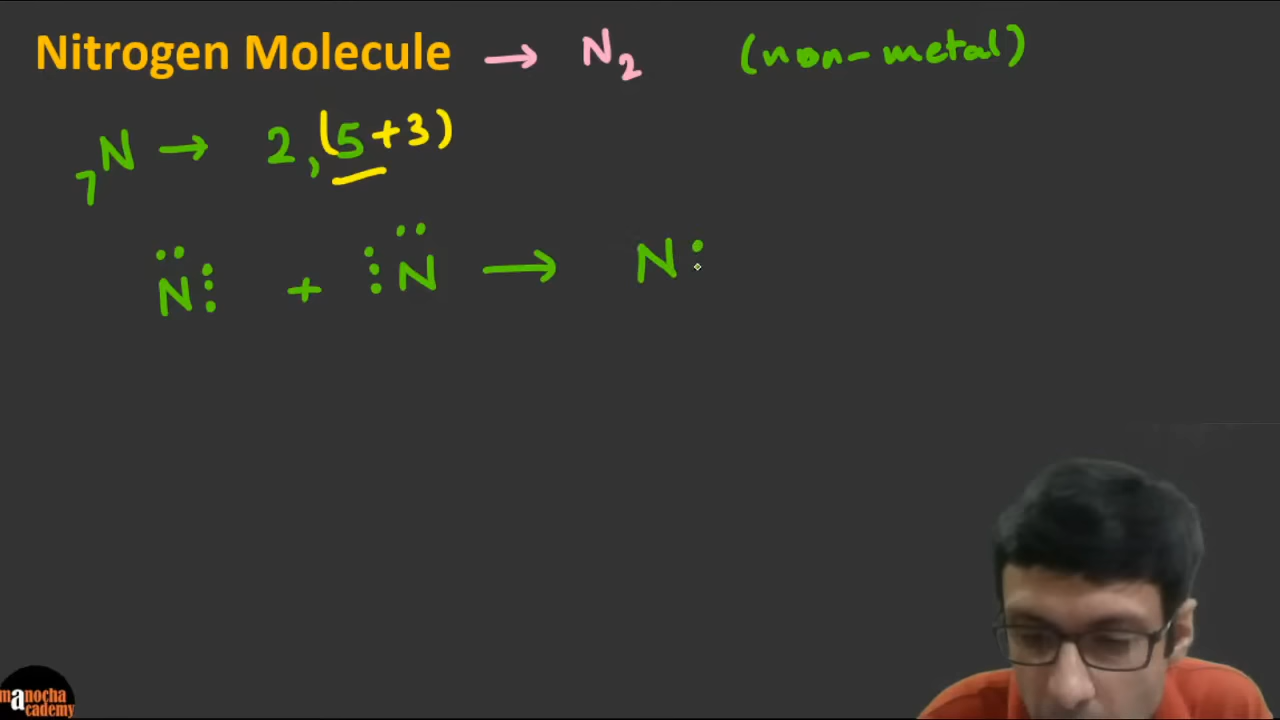 Nitrogen Molecule → N₂ (non-metal)
₇N → 2,(5+3)
N + N → N
manocha
academy